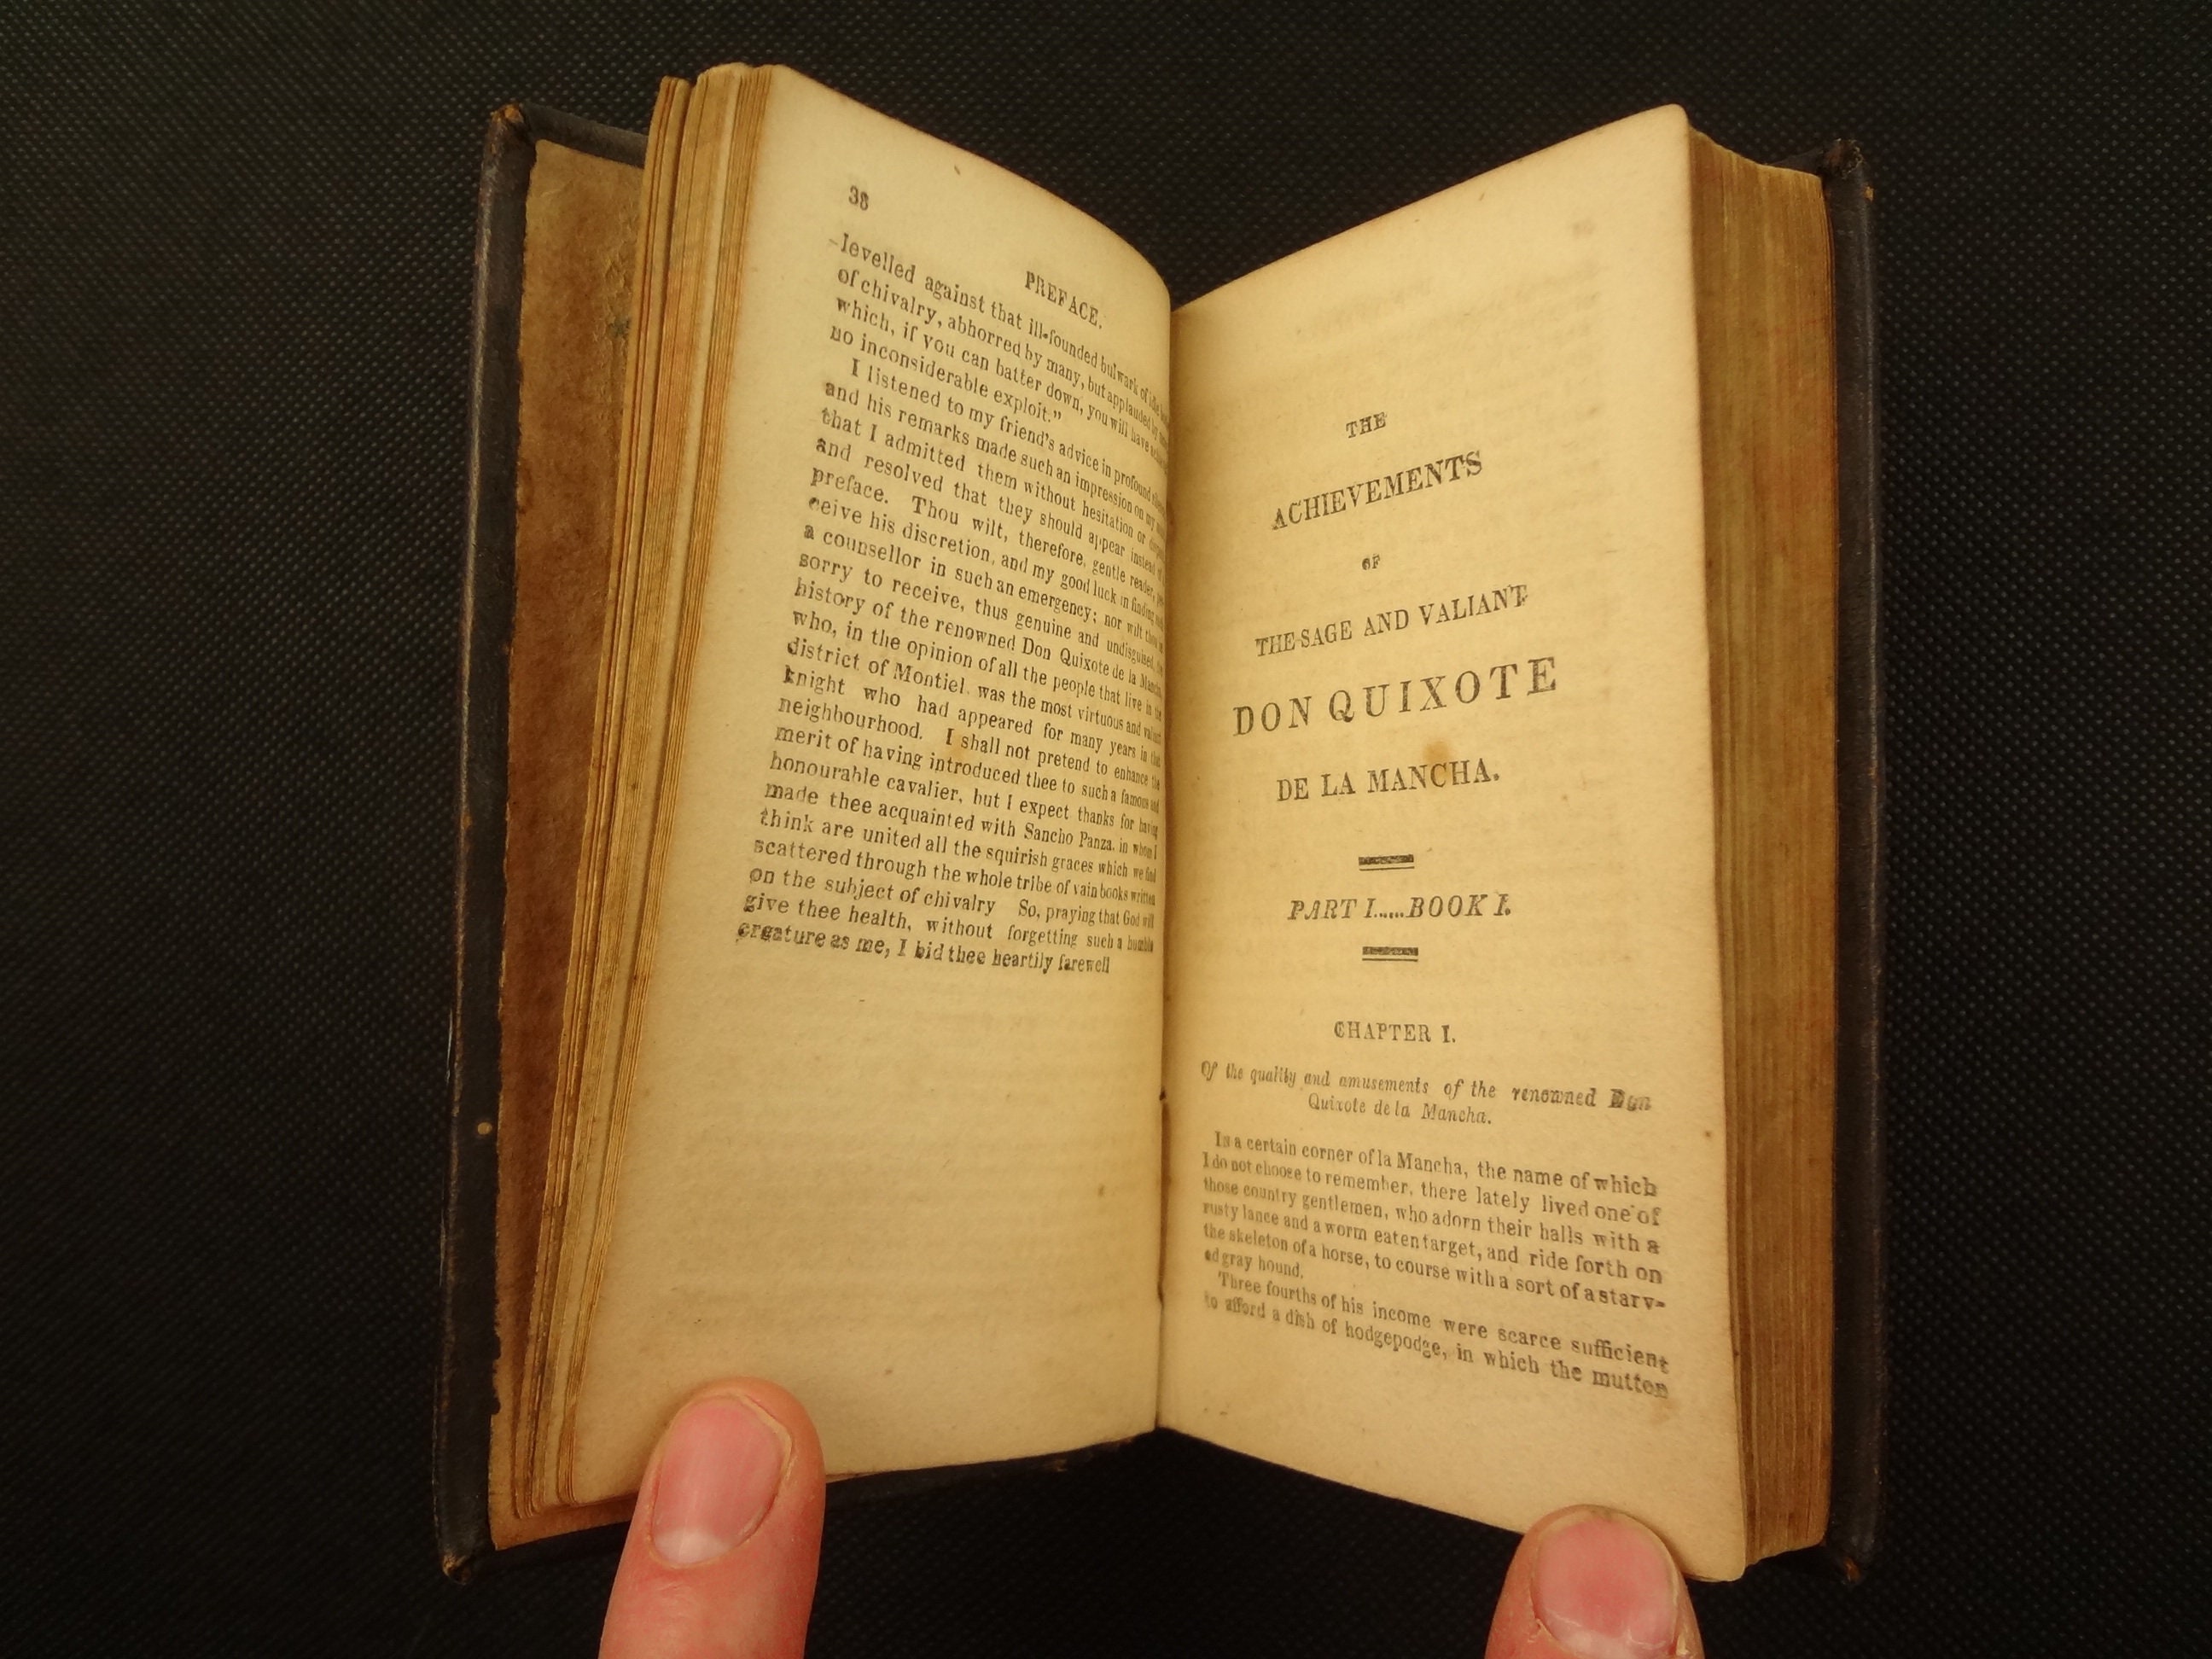 38
PREFACE.
levelled against that ill-founded bulwark of idle
of chivalry, abhorred by many, but applauded by
which, if you can batter down, you will have
no inconsiderable exploit."
I listened to my friend's advice in profound
and his remarks made such an impression on my
that I admitted them without hesitation or
and resolved that they should appear instead of
preface. Thou wilt, therefore, gentle reader, per-
ceive his discretion, and my good luck in finding such
a counsellor in such an emergency; nor wilt thou be
sorry to receive, thus genuine and undisguised, the
history of the renowned Don Quixote de la Mancha,
who, in the opinion of all the people that live in the
district of Montiel, was the most virtuous and valiant
knight who had appeared for many years in that
neighbourhood. I shall not pretend to enhance the
merit of having introduced thee to such a famous and
honourable cavalier, but I expect thanks for having
made thee acquainted with Sancho Panza, in whom I
think are united all the squirish graces which we find
scattered through the whole tribe of vain books written
on the subject of chivalry So, praying that God will
give thee health, without forgetting such a humble
creature as me, I bid thee heartily farewell
THE
ACHIEVEMENTS
OF
THE SAGE AND VALIANT
DON QUIXOTE
DE LA MANCHA.
PART I.....BOOK I.
CHAPTER I.
Of the quality and amusements of the renowned Don
Quixote de la Mancha.
In a certain corner of la Mancha, the name of which
I do not choose to remember, there lately lived one of
those country gentlemen, who adorn their halls with a
rusty lance and a worm eaten target, and ride forth on
the skeleton of a horse, to course with a sort of a starv-
ed gray hound.
Three fourths of his income were scarce sufficient
to afford a dish of hodgepodge, in which the mutton